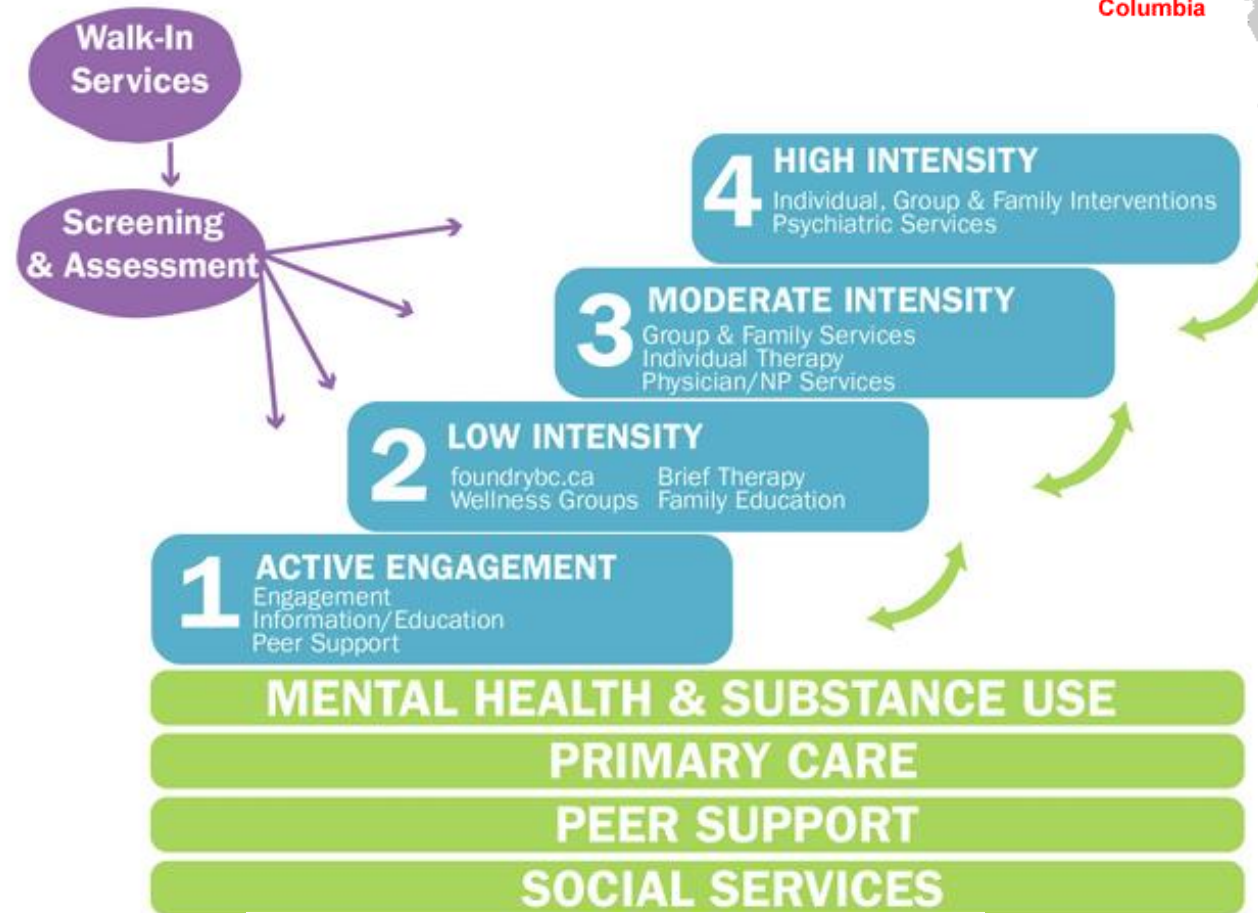 Columbia
Walk-In
Services
Screening
& Assessment
4 HIGH INTENSITY
Individual, Group & Family Interventions
Psychiatric Services
3 MODERATE INTENSITY
Group & Family Services
Individual Therapy
Physician/NP Services
2 LOW INTENSITY
foundrybc.ca Brief Therapy
Wellness Groups Family Education
1 ACTIVE ENGAGEMENT
Engagement
Information/Education
Peer Support
MENTAL HEALTH & SUBSTANCE USE
PRIMARY CARE
PEER SUPPORT
SOCIAL SERVICES